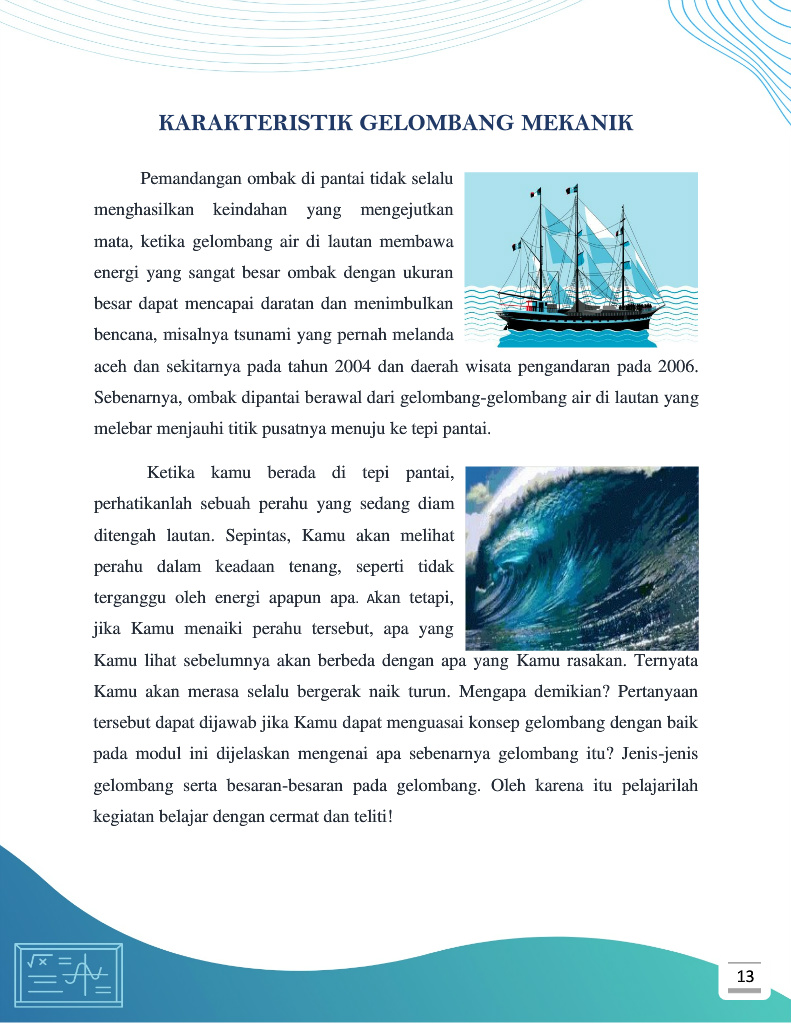 KARAKTERISTIK GELOMBANG MEKANIK
Pemandangan ombak di pantai tidak selalu
menghasilkan keindahan yang mengejutkan
mata, ketika gelombang air di lautan membawa
energi yang sangat besar ombak dengan ukuran
besar dapat mencapai daratan dan menimbulkan
bencana, misalnya tsunami yang pernah melanda
aceh dan sekitarnya pada tahun 2004 dan daerah wisata pengandaran pada 2006.
Sebenarnya, ombak dipantai berawal dari gelombang-gelombang air di lautan yang
melebar menjauhi titik pusatnya menuju ke tepi pantai.
Ketika kamu berada di tepi pantai,
perhatikanlah sebuah perahu yang sedang diam
ditengah lautan. Sepintas, Kamu akan melihat
perahu dalam keadaan tenang, seperti tidak
terganggu oleh energi apapun apa. Akan tetapi,
jika Kamu menaiki perahu tersebut, apa yang
Kamu lihat sebelumnya akan berbeda dengan apa yang Kamu rasakan. Ternyata
Kamu akan merasa selalu bergerak naik turun. Mengapa demikian? Pertanyaan
tersebut dapat dijawab jika Kamu dapat menguasai konsep gelombang dengan baik
pada modul ini dijelaskan mengenai apa sebenarnya gelombang itu? Jenis-jenis
gelombang serta besaran-besaran pada gelombang. Oleh karena itu pelajarilah
kegiatan belajar dengan cermat dan teliti!
√x
13